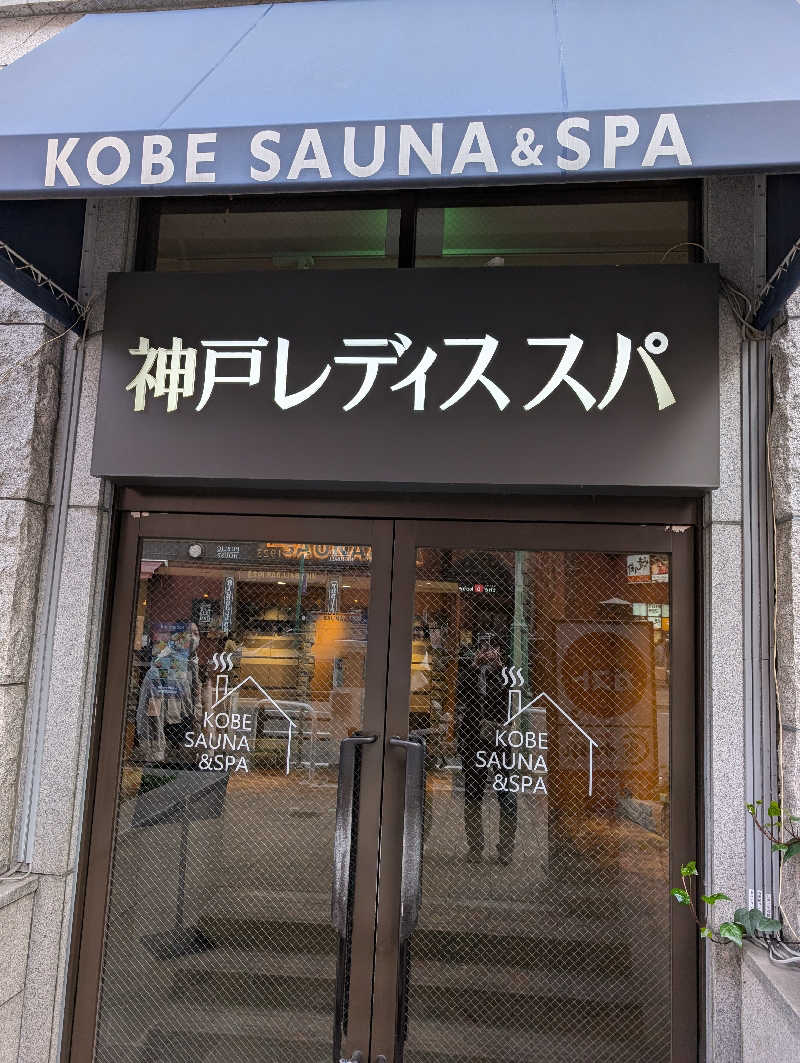 KOBE SAUNA & SPA
神戸レディススパ
KOBE
SAUNA
&SPA
KOBE
SAUNA
&SPA